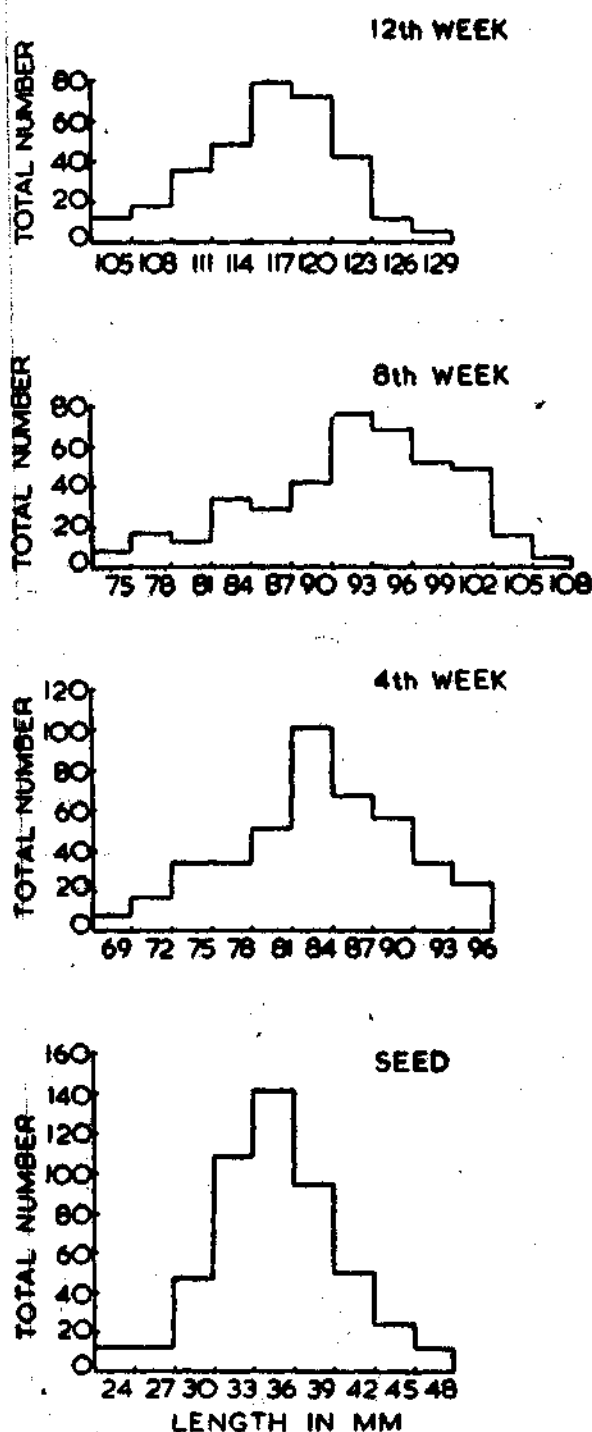 12th WEEK
TOTAL NUMBER
80
60
40
20
0
105 108 111 114 117 120 123 126 129
8th WEEK
TOTAL NUMBER
80
60
40
20
0
75 78 81 84 87 90 93 96 99 102 105 108
4th WEEK
TOTAL NUMBER
120
100
80
60
40
20
0
69 72 75 78 81 84 87 90 93 96
SEED
TOTAL NUMBER
160
140
120
100
80
60
40
20
0
24 27 30 33 36 39 42 45 48
LENGTH IN MM